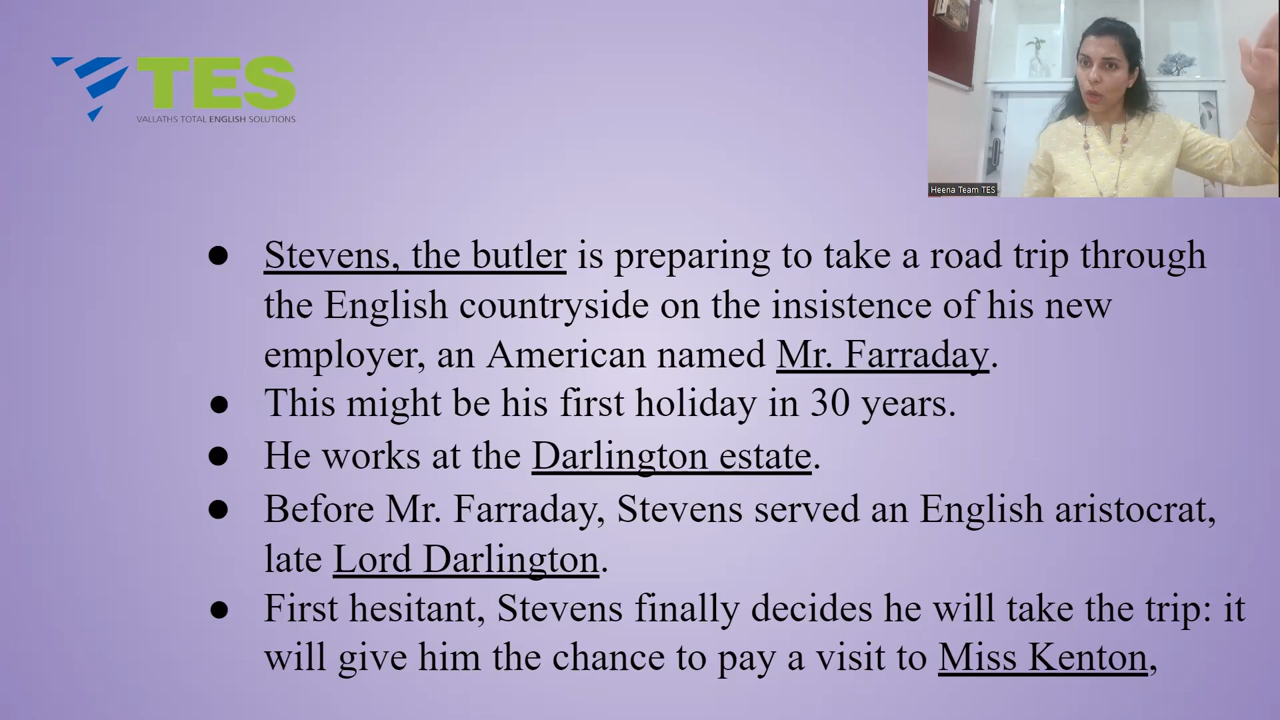 TES
VALLATHS TOTAL ENGLISH SOLUTIONS
Heena Team TES
● Stevens, the butler is preparing to take a road trip through
the English countryside on the insistence of his new
employer, an American named Mr. Farraday.
● This might be his first holiday in 30 years.
● He works at the Darlington estate.
● Before Mr. Farraday, Stevens served an English aristocrat,
late Lord Darlington.
● First hesitant, Stevens finally decides he will take the trip: it
will give him the chance to pay a visit to Miss Kenton,